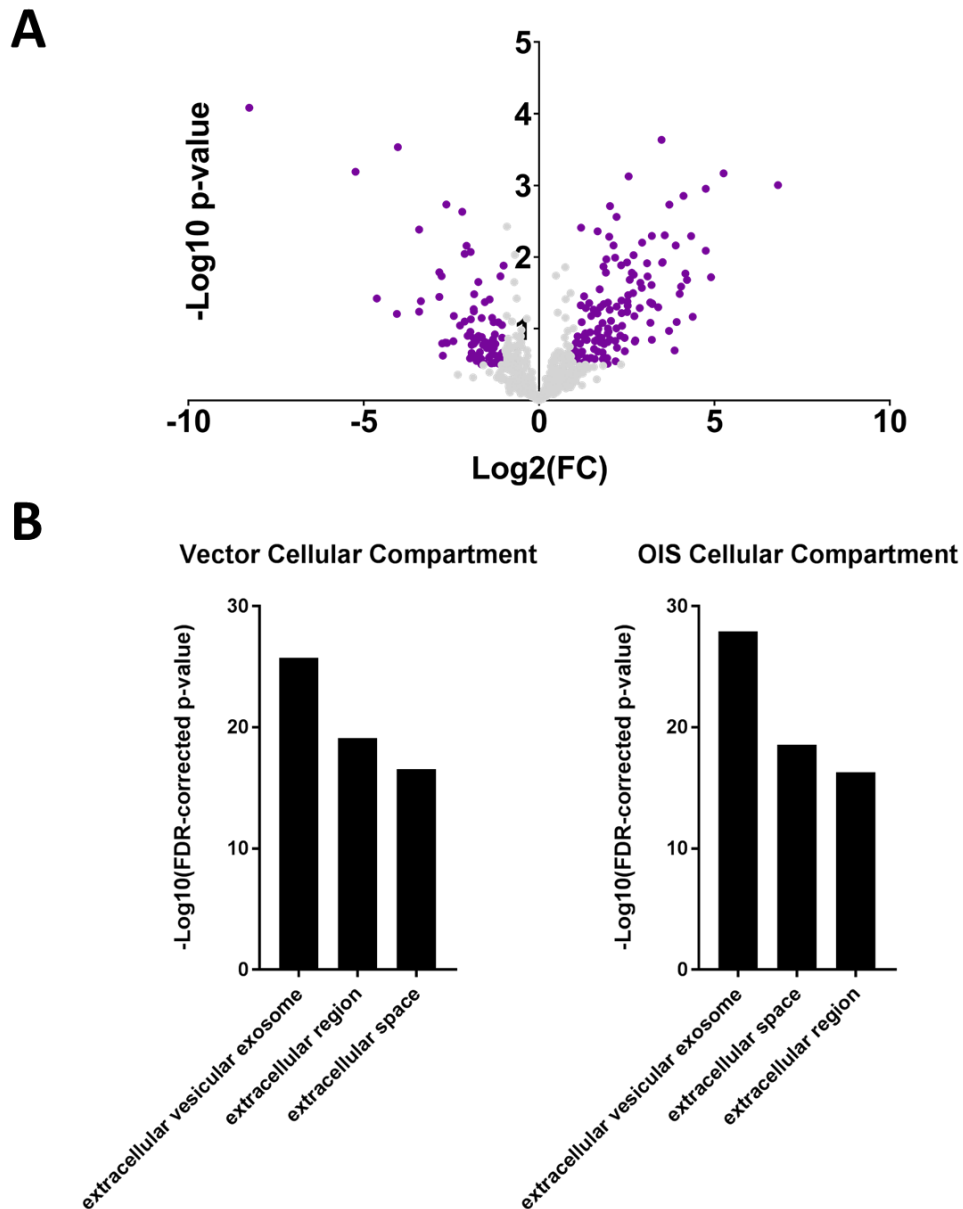 A
5
4
3
2
1
-Log10 p-value
-10
-5
0
5
10
Log2(FC)
B
Vector Cellular Compartment
-Log10(FDR-corrected p-value)
30
20
10
0
extracellular vesicular exosome
extracellular region
extracellular space
OIS Cellular Compartment
-Log10(FDR-corrected p-value)
30
20
10
0
extracellular vesicular exosome
extracellular space
extracellular region